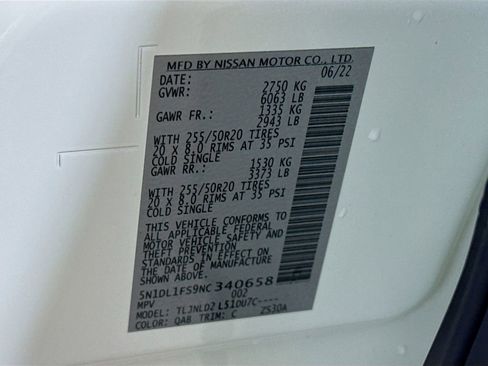 MFD BY NISSAN MOTOR CO., LTD.
DATE: 06/22
GVWR: 2750 KG
6063 LB
GAWR FR.: 1335 KG
2943 LB
WITH 255/50R20 TIRES
20 X 8.0 RIMS AT 35 PSI
COLD SINGLE
GAWR RR.: 1530 KG
3373 LB
WITH 255/50R20 TIRES
20 X 8.0 RIMS AT 35 PSI
COLD SINGLE
THIS VEHICLE CONFORMS TO
ALL APPLICABLE FEDERAL
MOTOR VEHICLE SAFETY AND
THEFT PREVENTION
STANDARDS IN EFFECT ON
THE DATE OF MANUFACTURE
SHOWN ABOVE.
5N1DL1FS9NC340658
MPV 002
MODEL: TLJNLD2 L51DU7C----
COLOR: QAB TRIM: C ZS30A